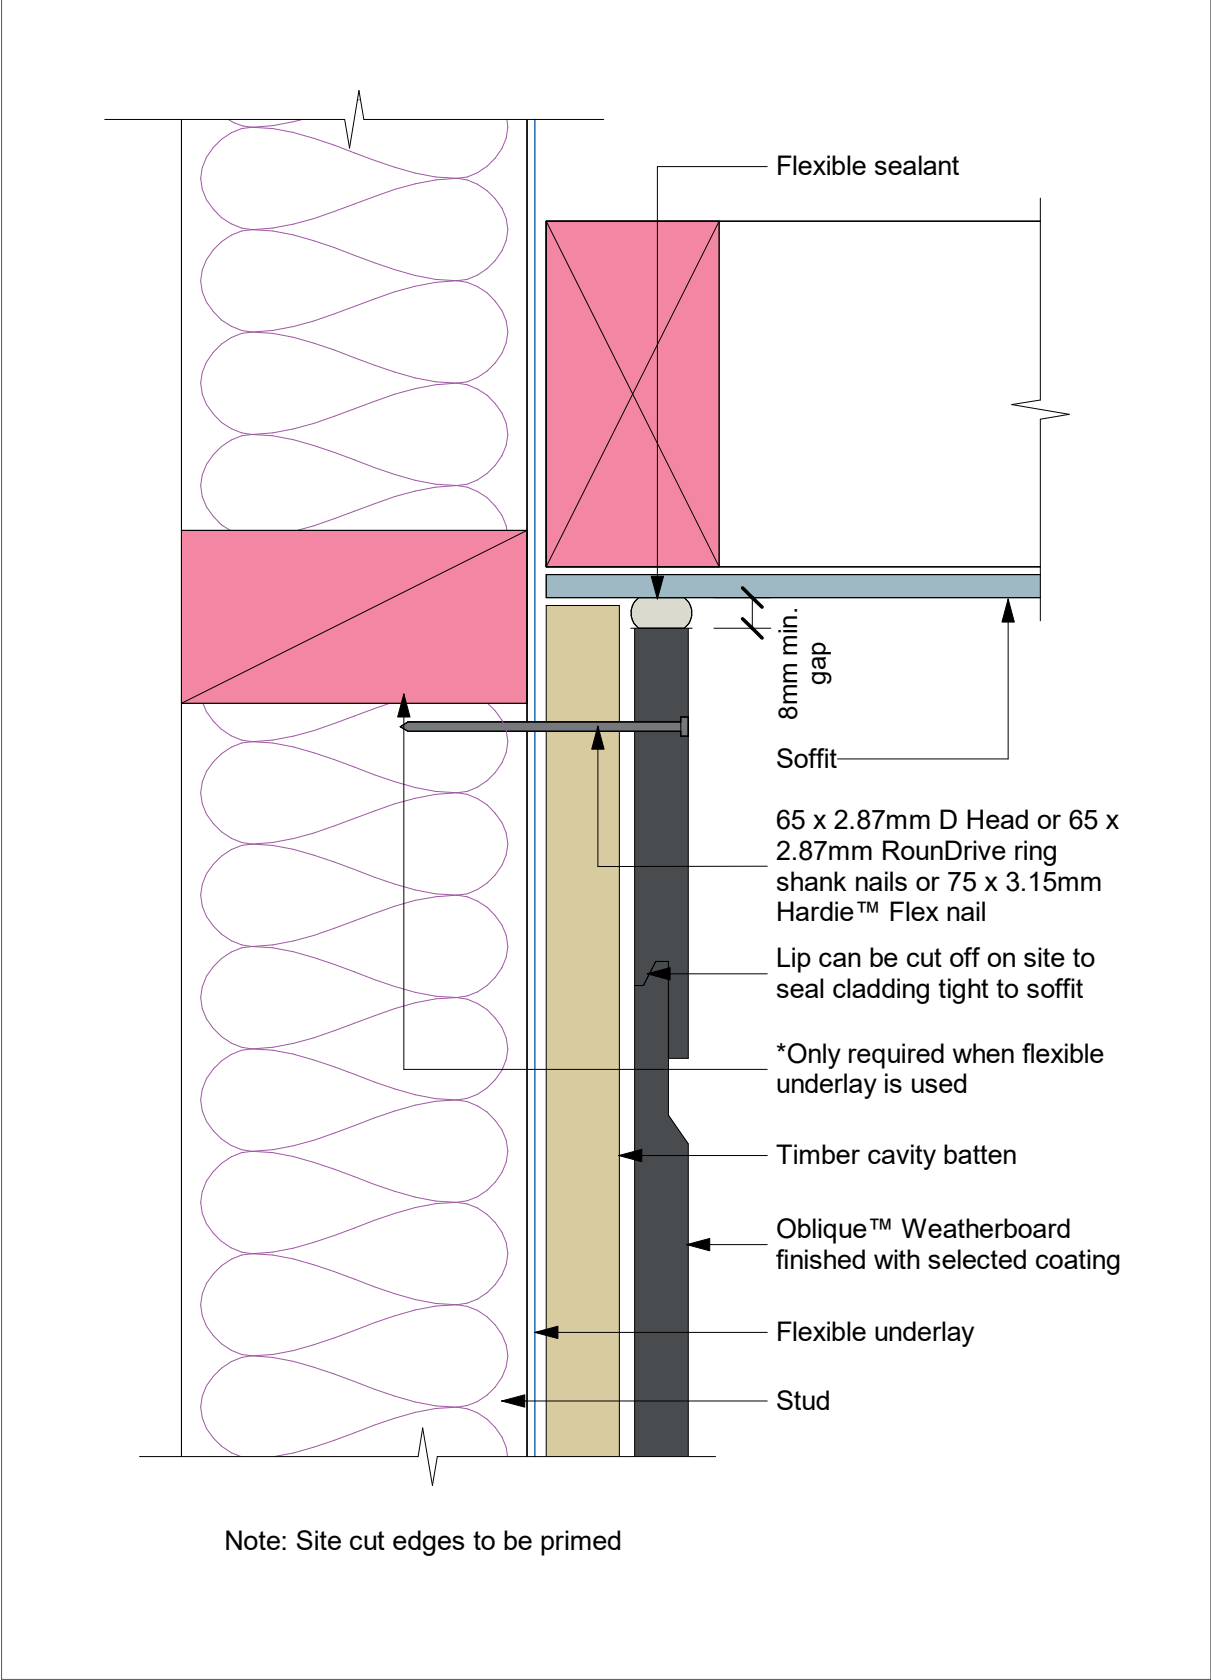 Flexible sealant
8mm min.
gap
Soffit
65 x 2.87mm D Head or 65 x
2.87mm RounDrive ring
shank nails or 75 x 3.15mm
Hardie™ Flex nail
Lip can be cut off on site to
seal cladding tight to soffit
*Only required when flexible
underlay is used
Timber cavity batten
Oblique™ Weatherboard
finished with selected coating
Flexible underlay
Stud
Note: Site cut edges to be primed